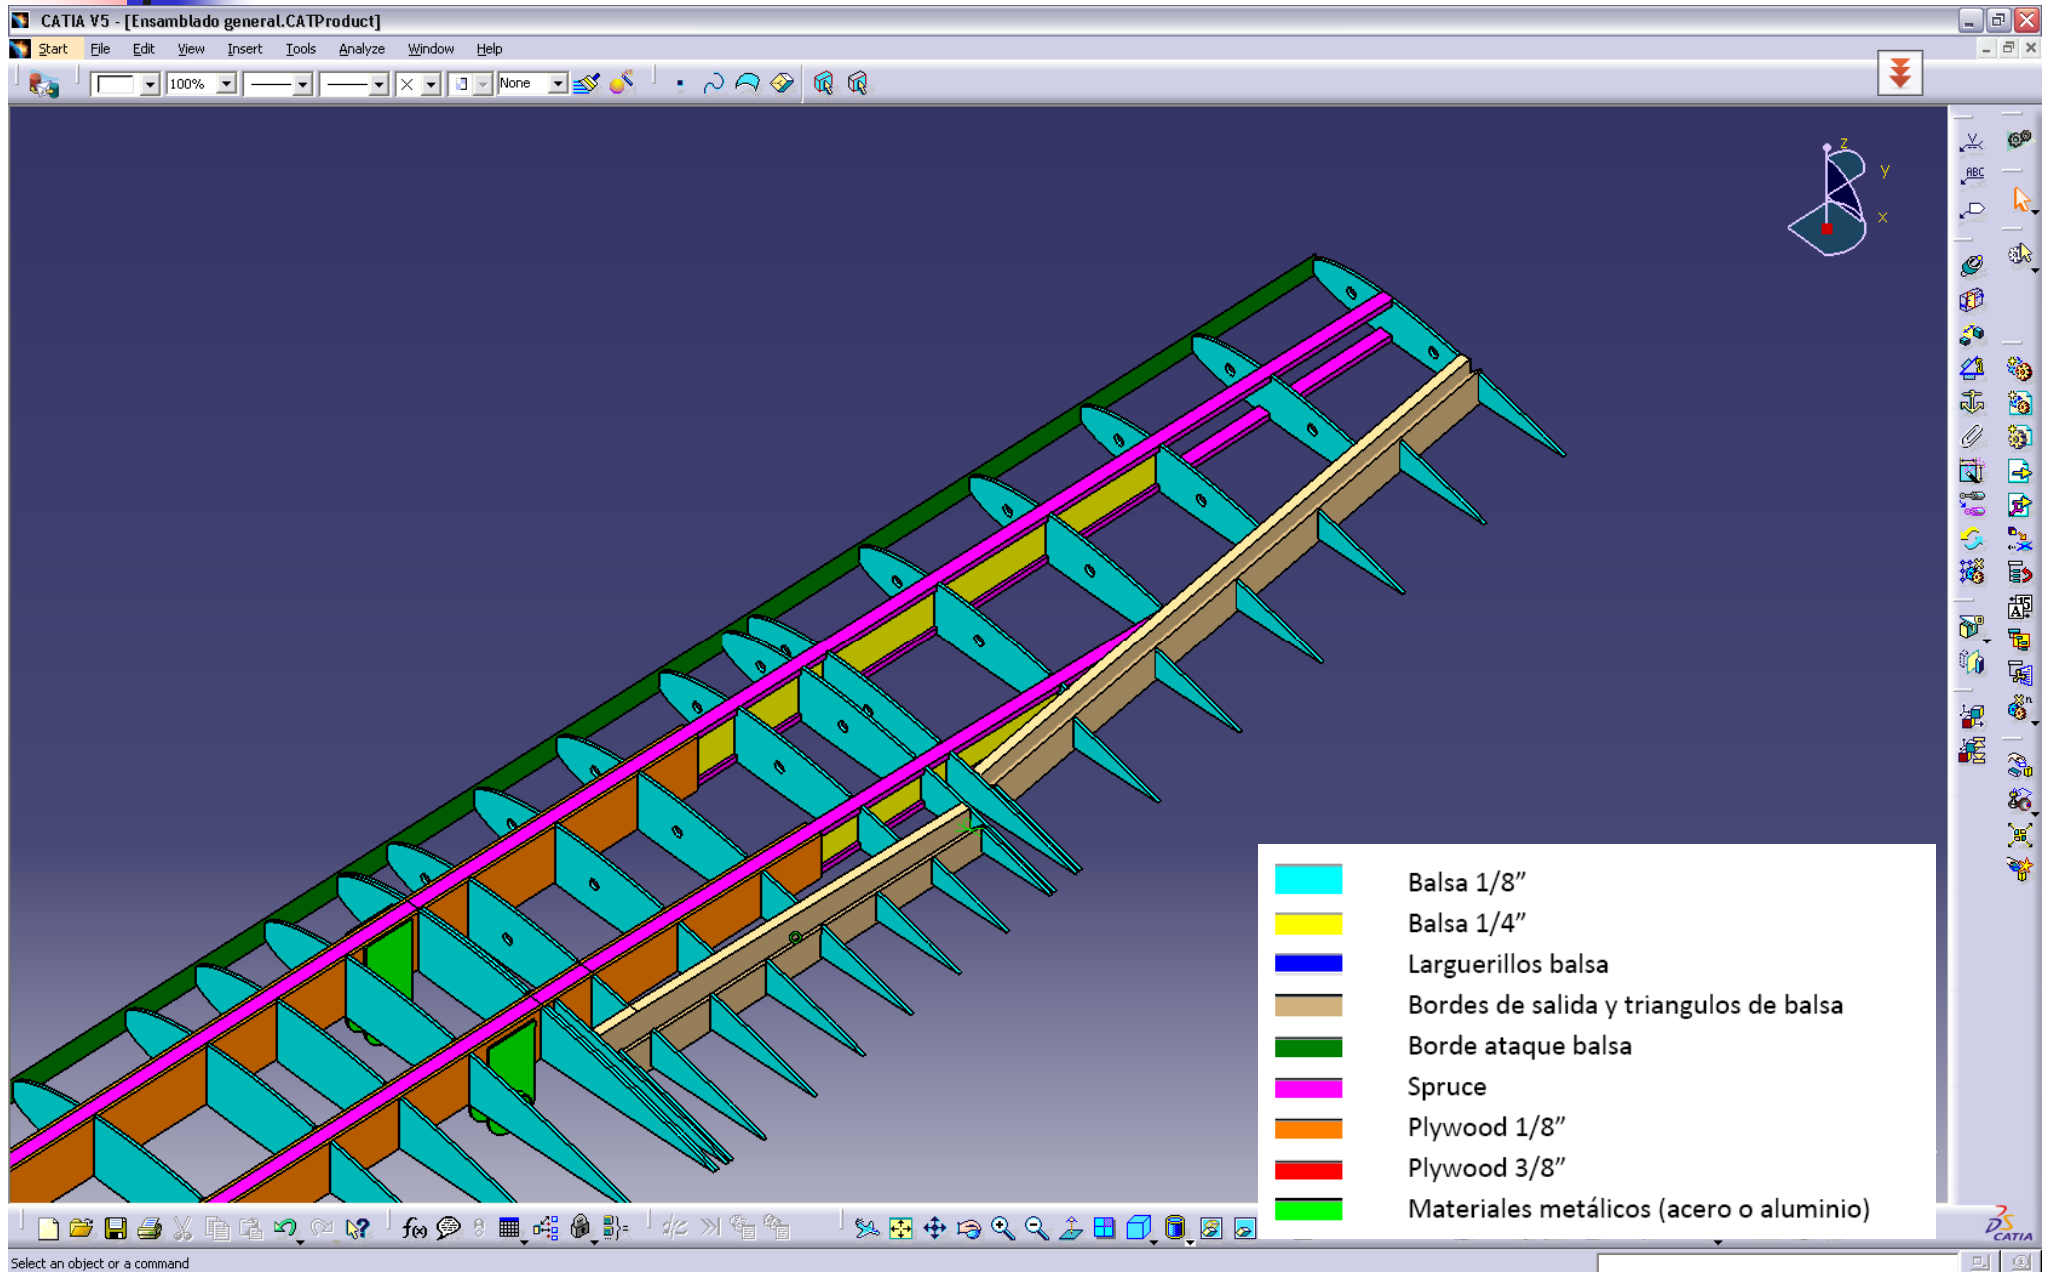 CATIA V5 - [Ensamblado general.CATProduct]
Start File Edit View Insert Tools Analyze Window Help
100% None
z
y
x
ABC
Balsa 1/8”
Balsa 1/4”
Larguerillos balsa
Bordes de salida y triangulos de balsa
Borde ataque balsa
Spruce
Plywood 1/8”
Plywood 3/8”
Materiales metálicos (acero o aluminio)
f(x)
CATIA
Select an object or a command